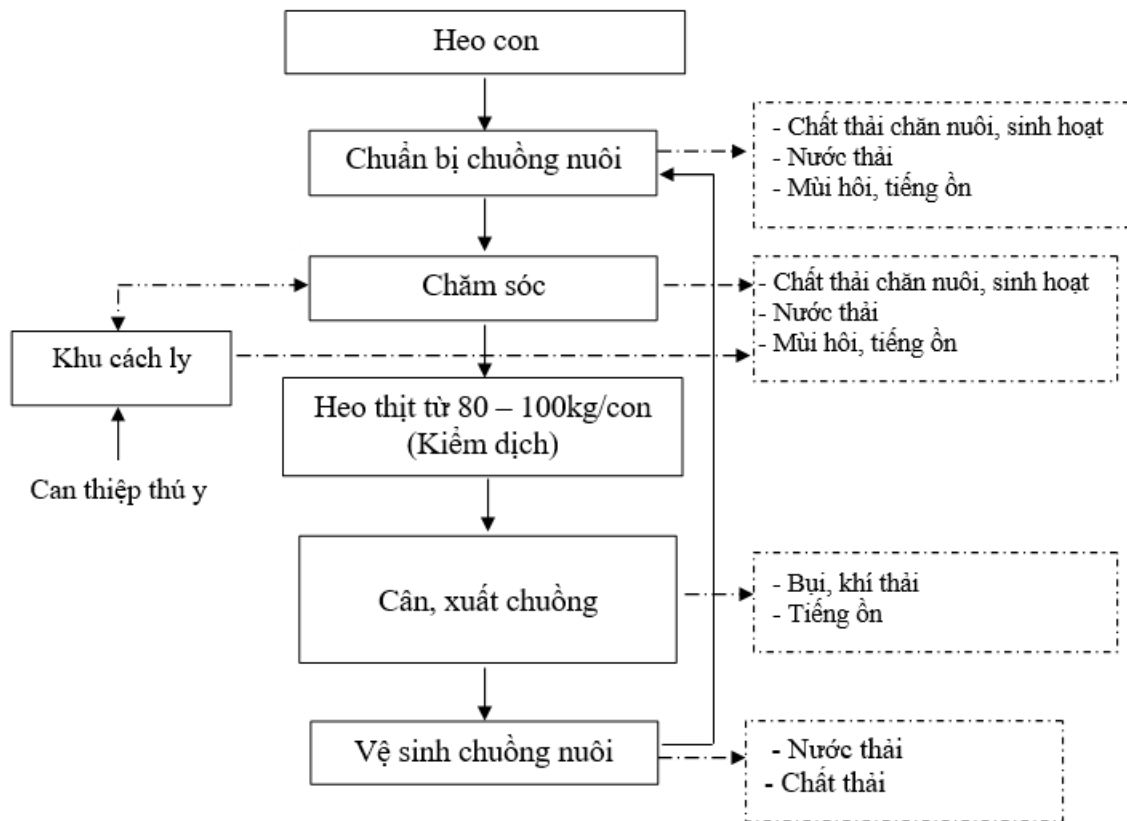 Heo con
Chuẩn bị chuồng nuôi
- Chất thải chăn nuôi, sinh hoạt
- Nước thải
- Mùi hôi, tiếng ồn
Chăm sóc
- Chất thải chăn nuôi, sinh hoạt
- Nước thải
- Mùi hôi, tiếng ồn
Khu cách ly
Can thiệp thú y
Heo thịt từ 80 – 100kg/con
(Kiểm dịch)
Cân, xuất chuồng
- Bụi, khí thải
- Tiếng ồn
Vệ sinh chuồng nuôi
- Nước thải
- Chất thải